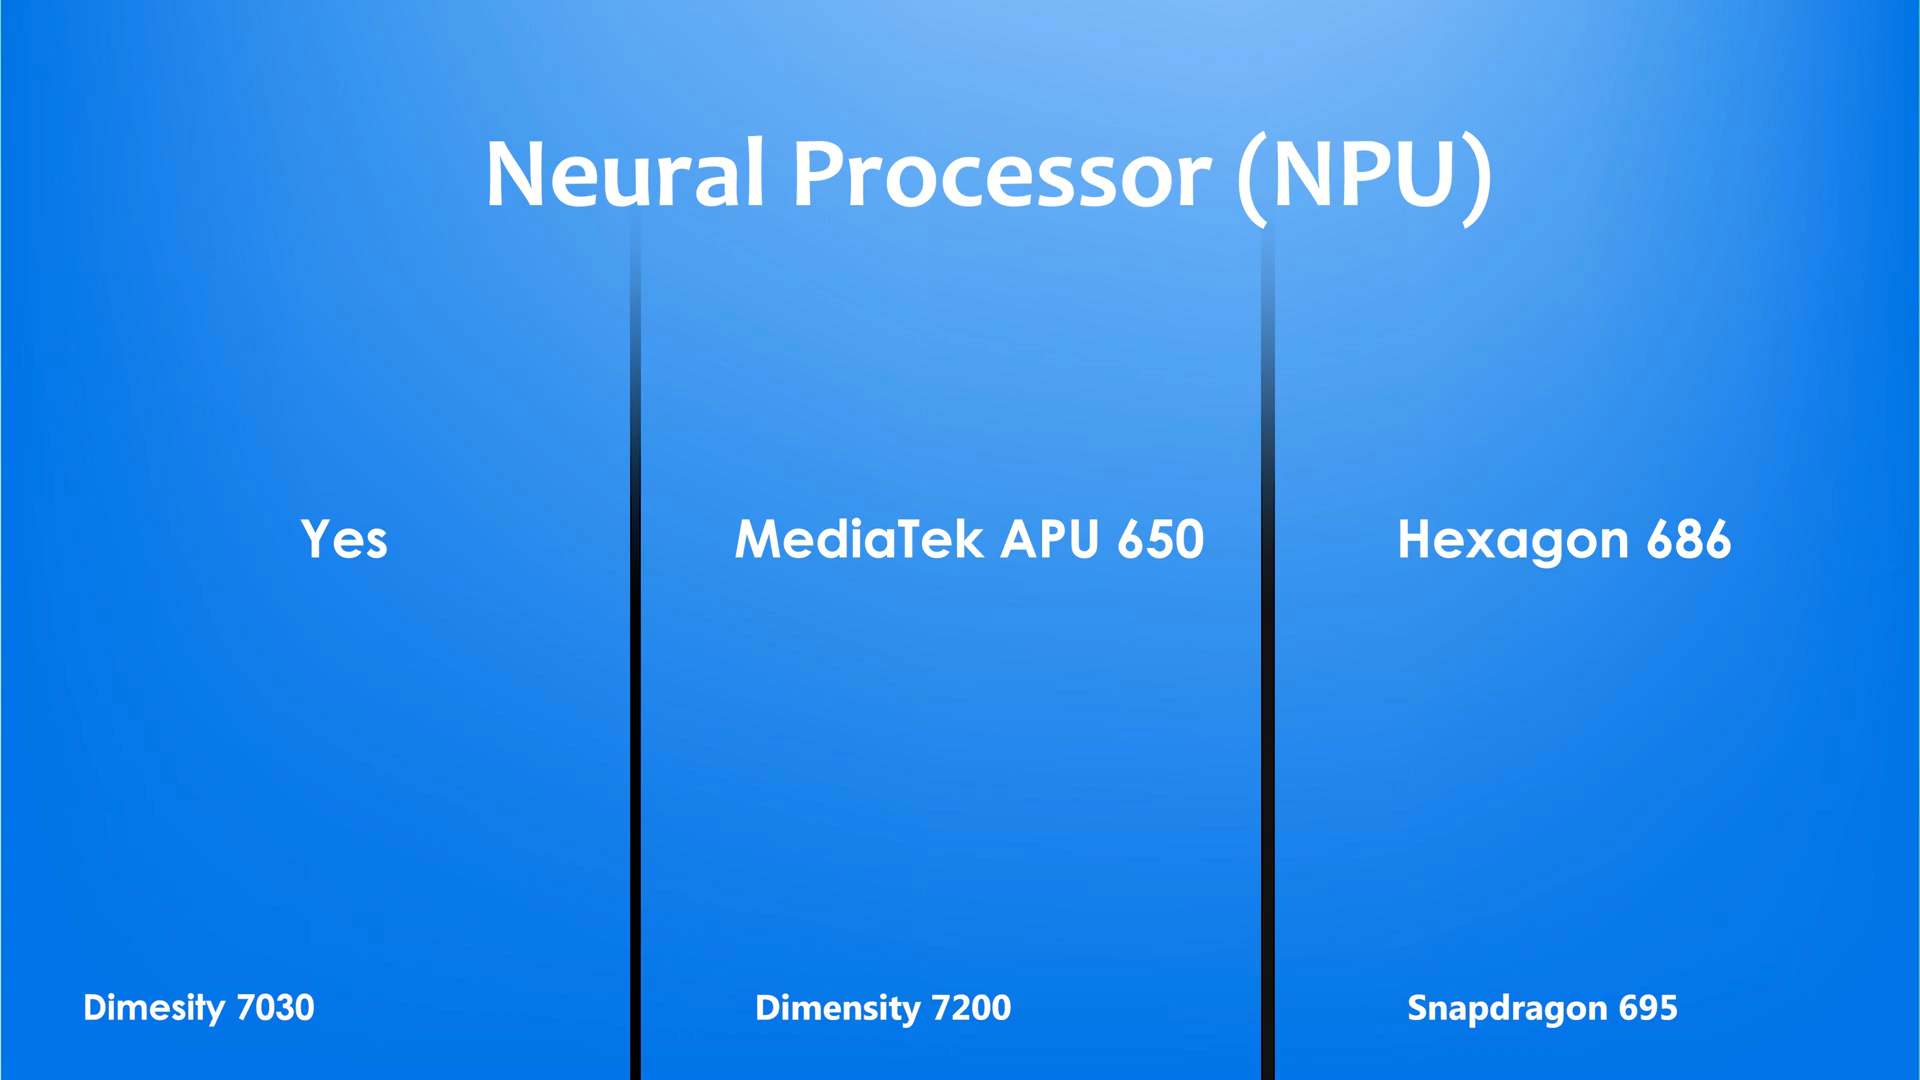 Neural Processor (NPU)
Yes
MediaTek APU 650
Hexagon 686
Dimesity 7030
Dimensity 7200
Snapdragon 695